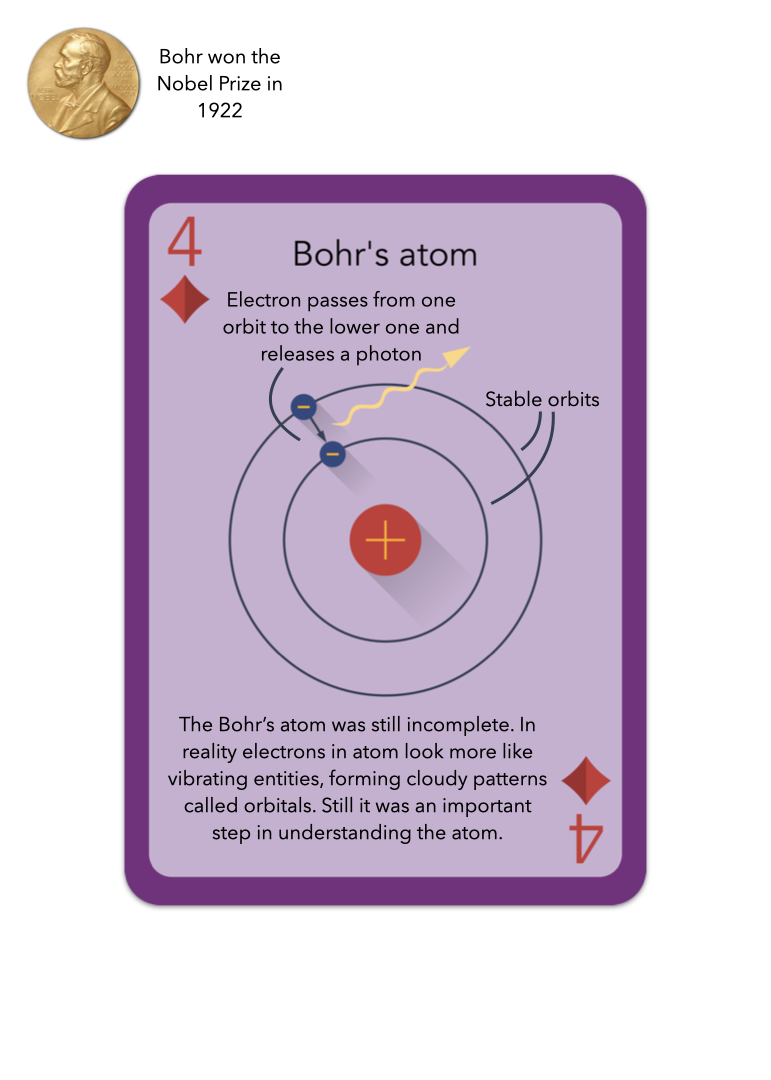 Bohr won the
Nobel Prize in
1922
4
Bohr's atom
Electron passes from one
orbit to the lower one and
releases a photon
Stable orbits
−
−
+
The Bohr’s atom was still incomplete. In
reality electrons in atom look more like
vibrating entities, forming cloudy patterns
called orbitals. Still it was an important
step in understanding the atom.
4